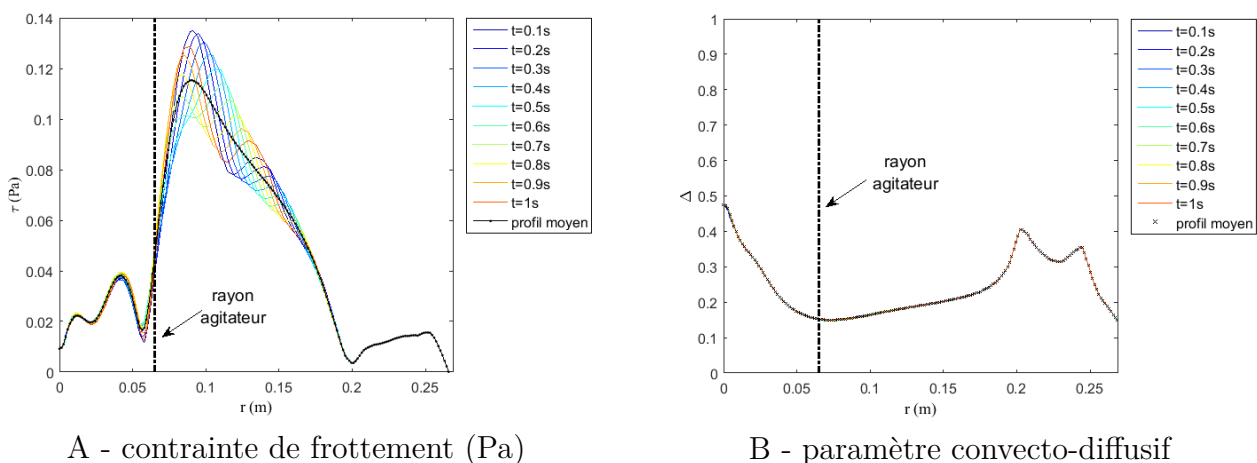 0.14
0.12
0.1
0.08
0.06
0.04
0.02
0
τ (Pa)
0
0.05
0.1
0.15
0.2
0.25
r (m)
rayon
agitateur
t=0.1s
t=0.2s
t=0.3s
t=0.4s
t=0.5s
t=0.6s
t=0.7s
t=0.8s
t=0.9s
t=1s
profil moyen
A - contrainte de frottement (Pa)
1
0.9
0.8
0.7
0.6
0.5
0.4
0.3
0.2
0.1
0
Δ
0
0.05
0.1
0.15
0.2
0.25
r (m)
rayon
agitateur
t=0.1s
t=0.2s
t=0.3s
t=0.4s
t=0.5s
t=0.6s
t=0.7s
t=0.8s
t=0.9s
t=1s
profil moyen
B - paramètre convecto-diffusif